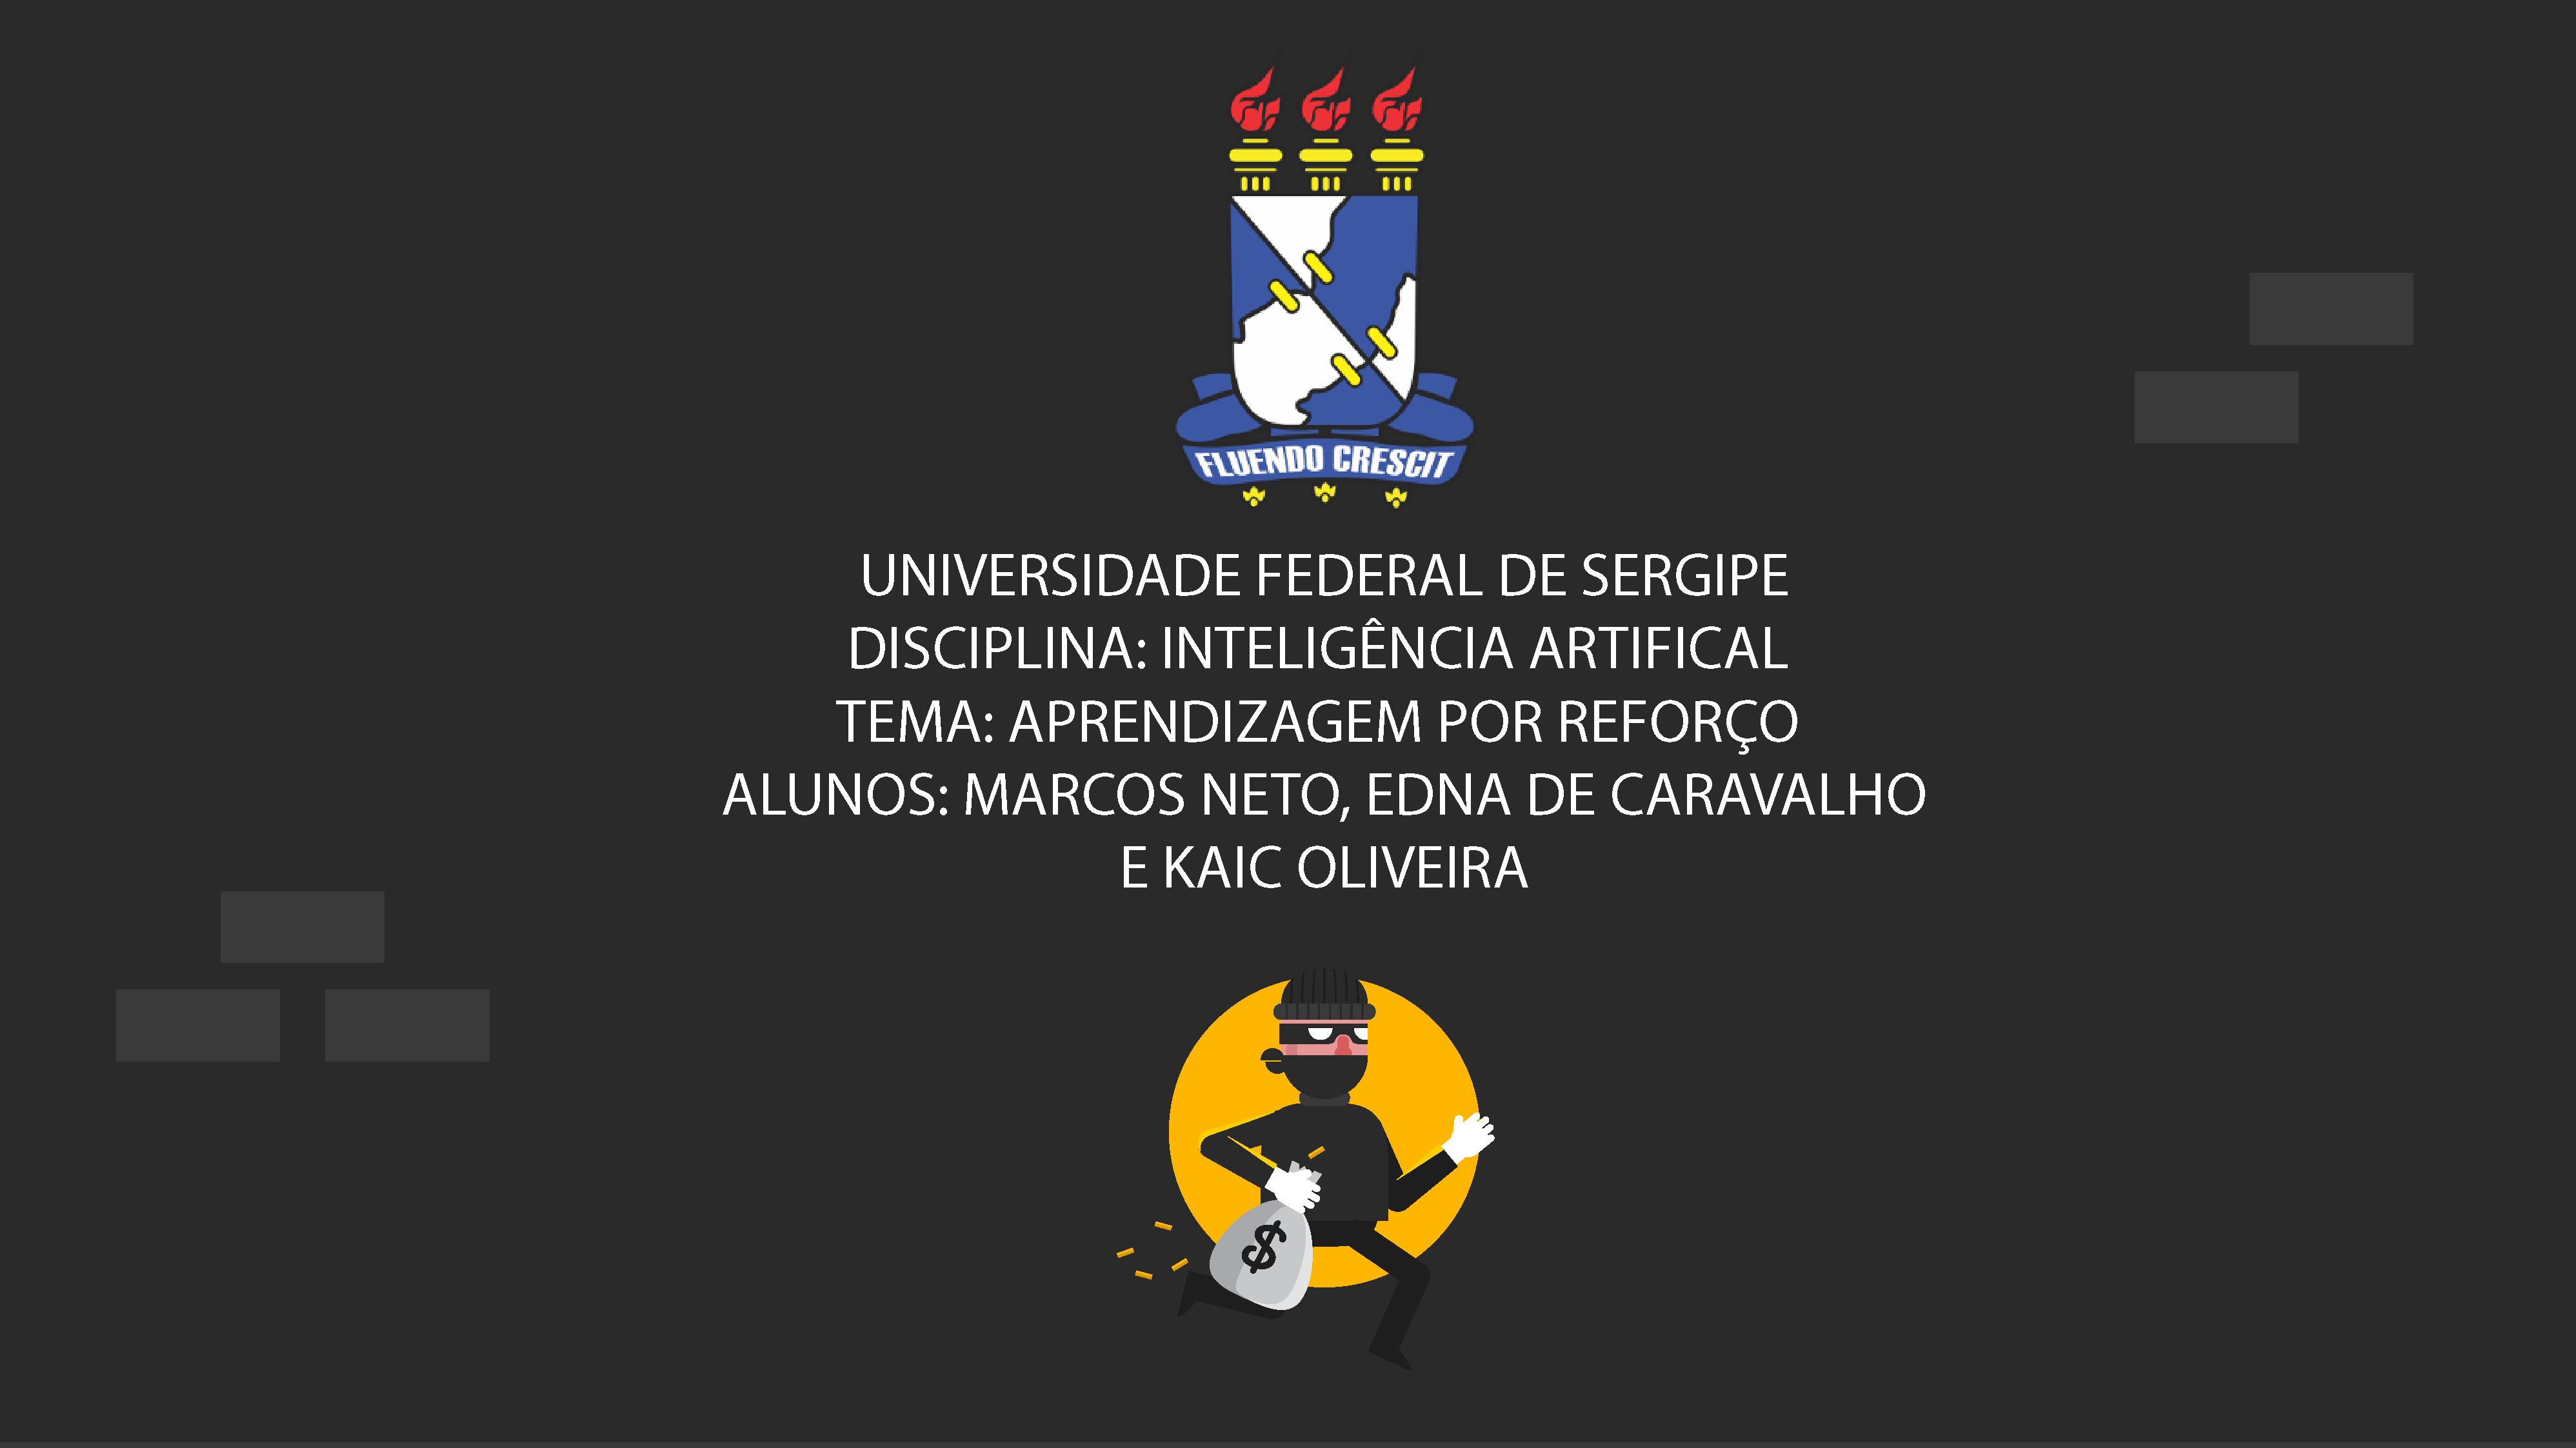 FLUENDO CRESCIT
UNIVERSIDADE FEDERAL DE SERGIPE
DISCIPLINA: INTELIGÊNCIA ARTIFICAL
TEMA: APRENDIZAGEM POR REFORÇO
ALUNOS: MARCOS NETO, EDNA DE CARAVALHO
E KAIC OLIVEIRA
$